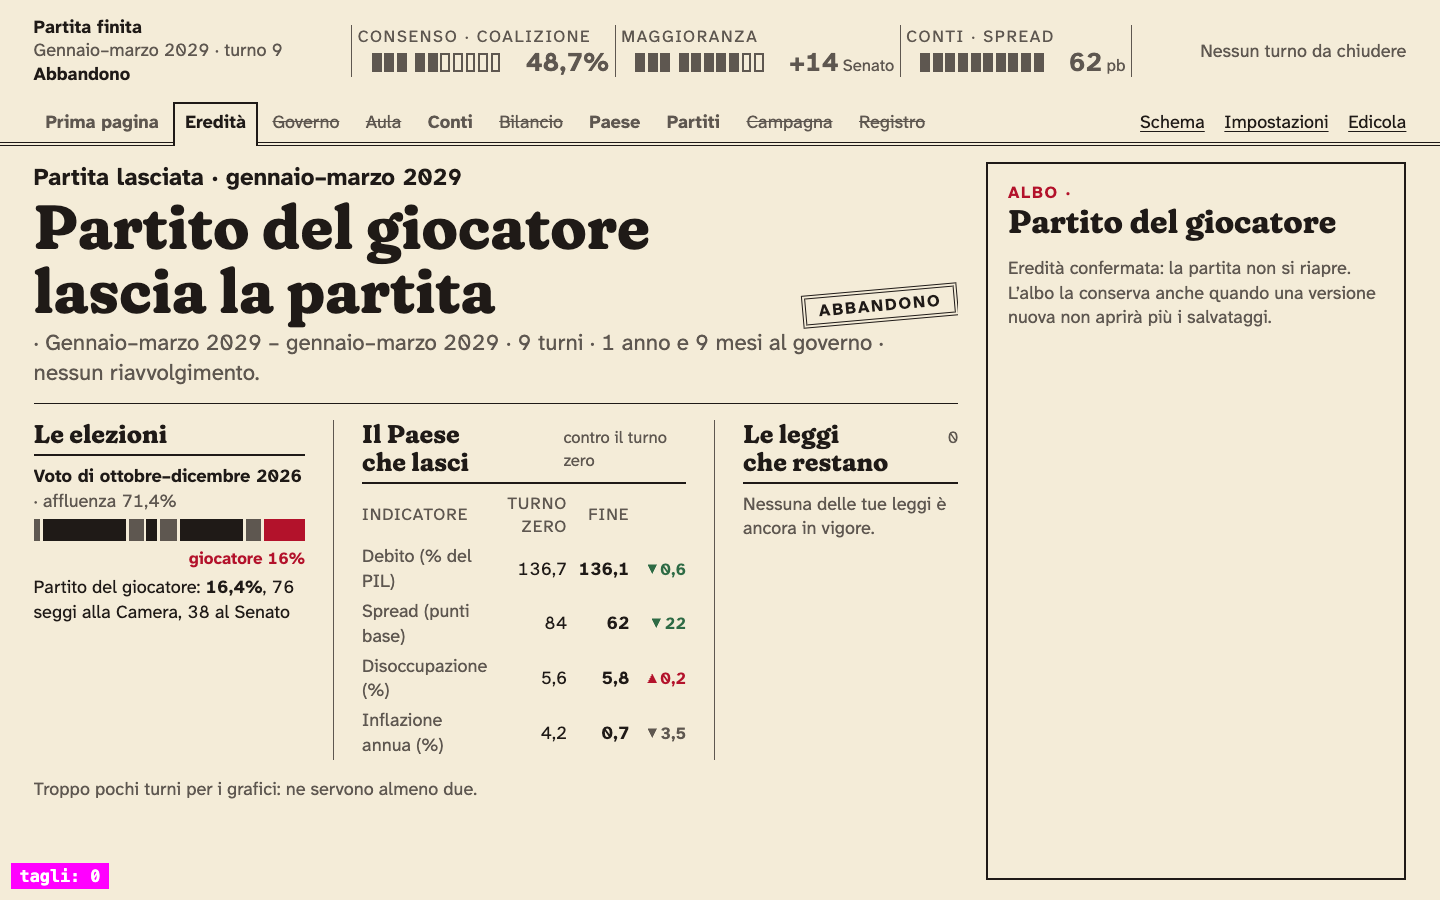 Partita finita
Gennaio–marzo 2029 · turno 9
Abbandono
CONSENSO · COALIZIONE
48,7%
MAGGIORANZA
+14 Senato
CONTI · SPREAD
62 pb
Nessun turno da chiudere
Prima pagina Eredità Governo Aula Conti Bilancio Paese Partiti Campagna Registro
Schema Impostazioni Edicola
Partita lasciata · gennaio–marzo 2029
Partito del giocatore
lascia la partita
ABBANDONO
· Gennaio–marzo 2029 – gennaio–marzo 2029 · 9 turni · 1 anno e 9 mesi al governo ·
nessun riavvolgimento.
Le elezioni
Voto di ottobre–dicembre 2026
· affluenza 71,4%
giocatore 16%
Partito del giocatore: 16,4%, 76
seggi alla Camera, 38 al Senato
Il Paese
che lasci
contro il turno
zero
INDICATORE TURNO ZERO FINE
Debito (% del PIL) 136,7 136,1 ▼0,6
Spread (punti base) 84 62 ▼22
Disoccupazione (%) 5,6 5,8 ▲0,2
Inflazione annua (%) 4,2 0,7 ▼3,5
Le leggi
che restano
0
Nessuna delle tue leggi è
ancora in vigore.
Troppo pochi turni per i grafici: ne servono almeno due.
ALBO ·
Partito del giocatore
Eredità confermata: la partita non si riapre.
L'albo la conserva anche quando una versione
nuova non aprirà più i salvataggi.
tagli: 0